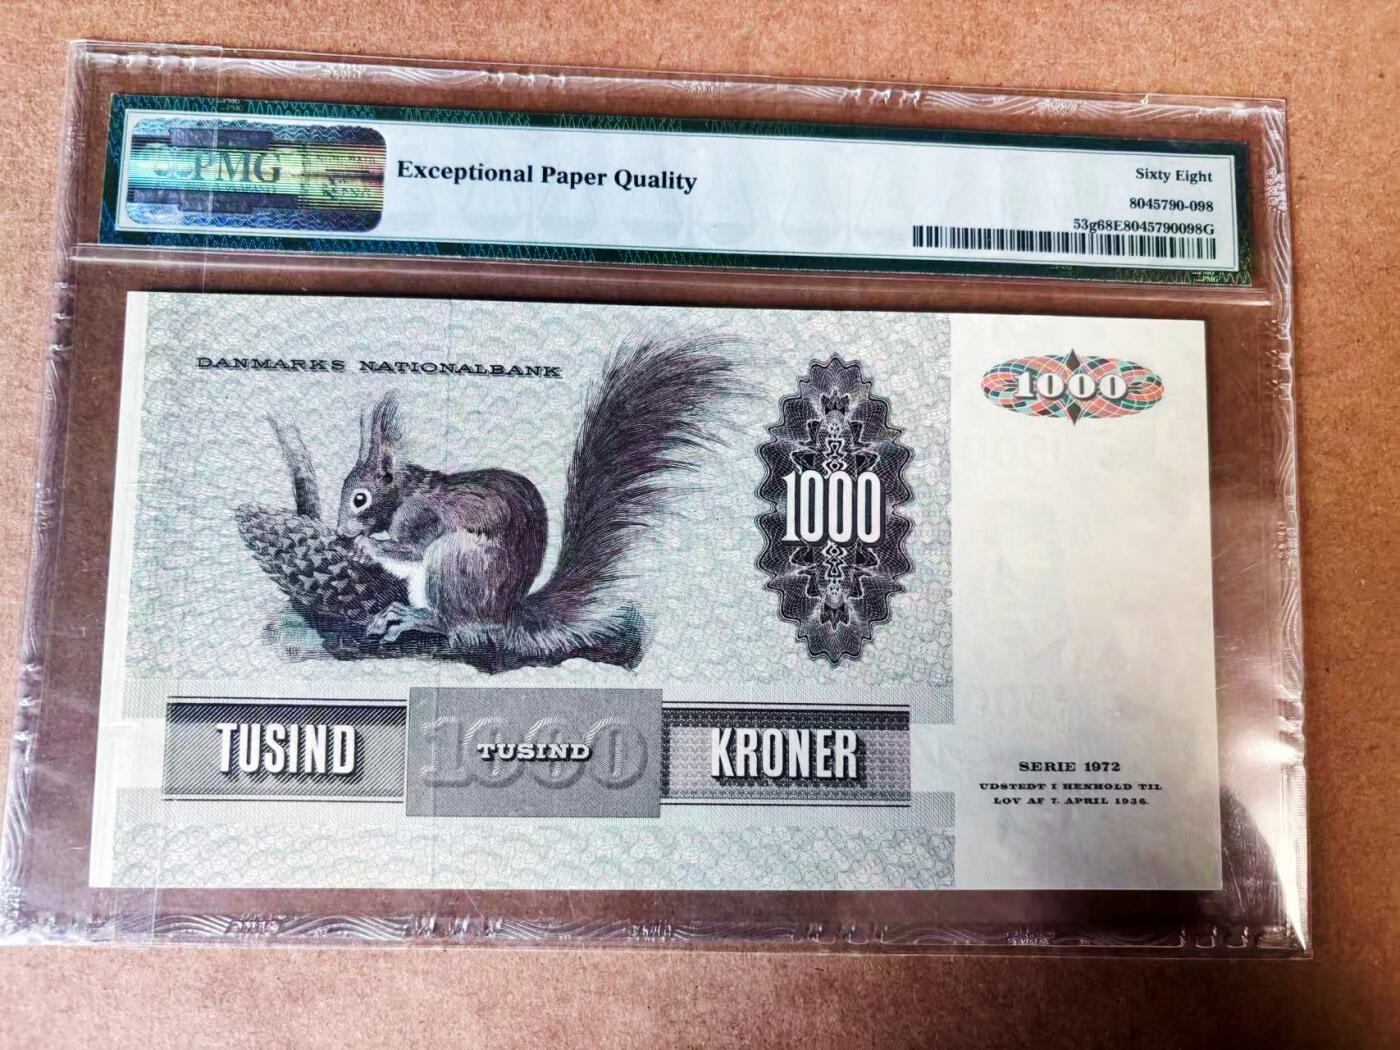 PMG
Exceptional Paper Quality
Sixty Eight
8045790-098
53g68E8045790098G
DANMARKS NATIONALBANK
1000
1000
TUSIND
1000
TUSIND
KRONER
SERIE 1972
UDSTEDT I HENHOLD TIL
LOV AF 7. APRIL 1936.